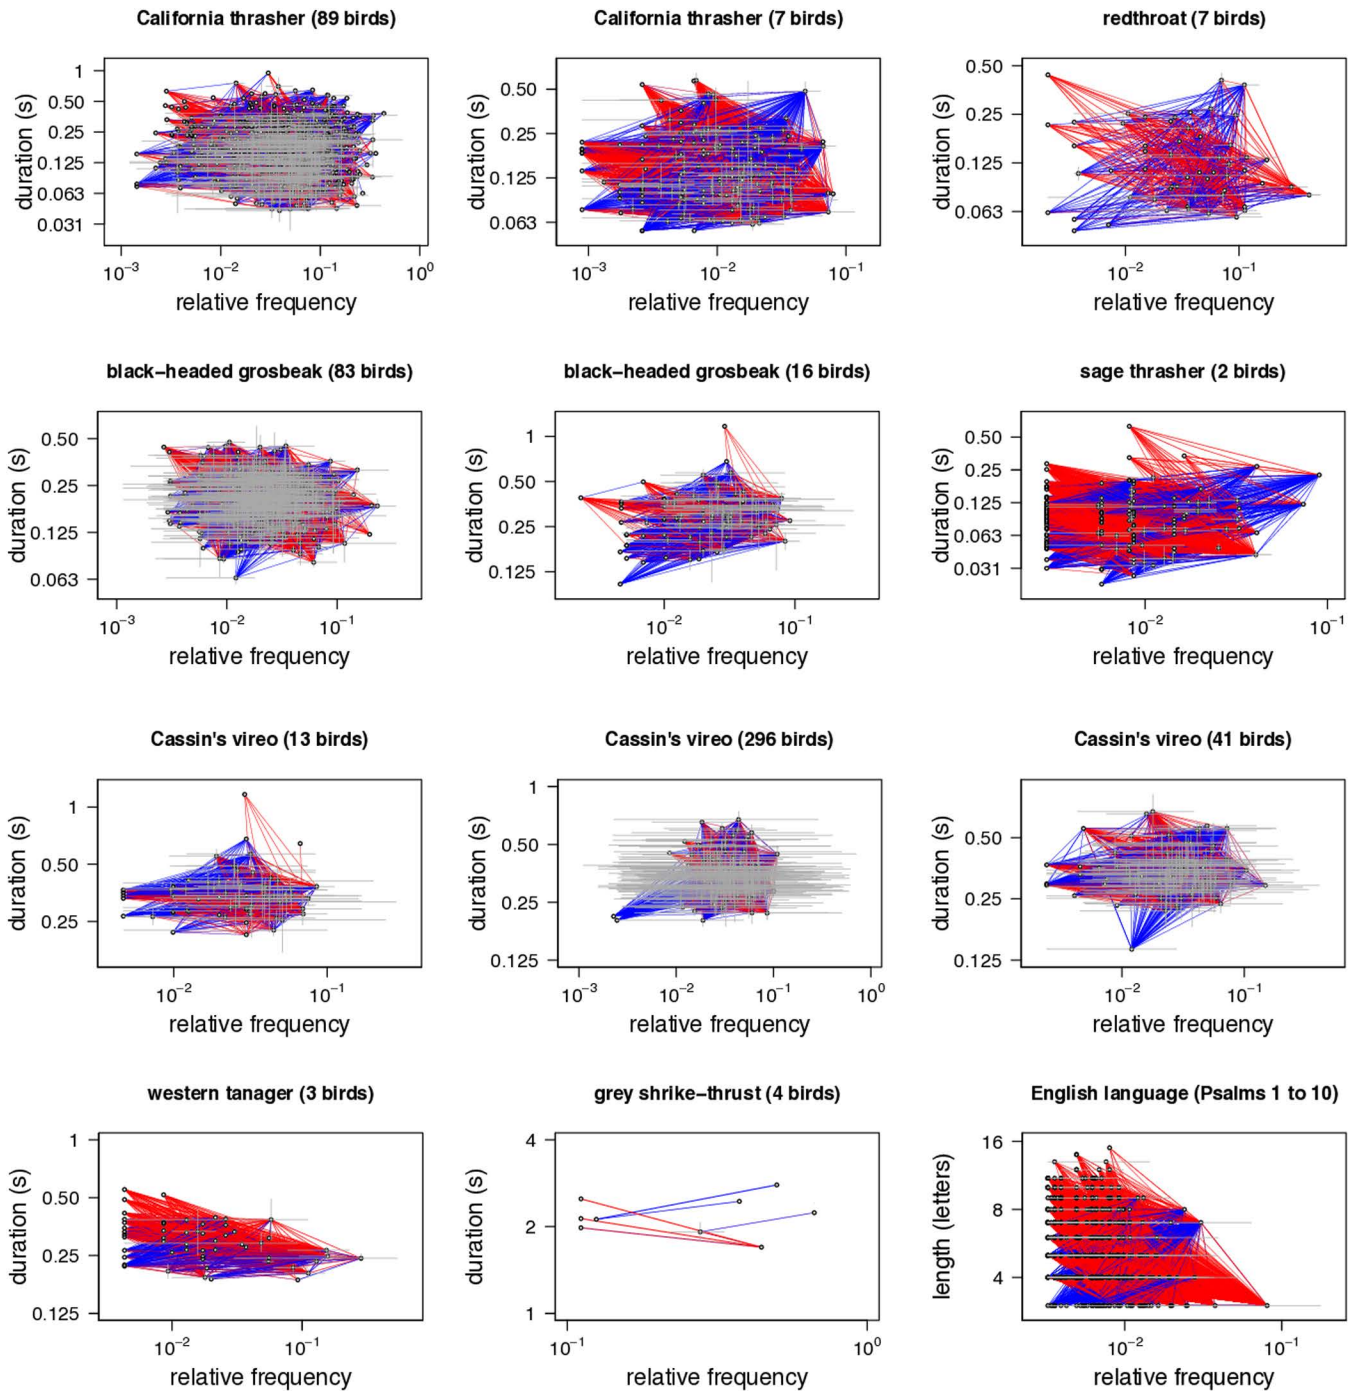 California thrasher (89 birds)
California thrasher (7 birds)
redthroat (7 birds)
duration (s)
1
0.50
0.25
0.125
0.063
0.031
10⁻³
10⁻²
10⁻¹
10⁰
relative frequency
duration (s)
0.50
0.25
0.125
0.063
10⁻³
10⁻²
10⁻¹
relative frequency
duration (s)
0.50
0.25
0.125
0.063
10⁻²
10⁻¹
relative frequency
black–headed grosbeak (83 birds)
black–headed grosbeak (16 birds)
sage thrasher (2 birds)
duration (s)
0.50
0.25
0.125
0.063
10⁻³
10⁻²
10⁻¹
relative frequency
duration (s)
1
0.50
0.25
0.125
10⁻²
10⁻¹
relative frequency
duration (s)
0.50
0.25
0.125
0.063
0.031
10⁻²
10⁻¹
relative frequency
Cassin's vireo (13 birds)
Cassin's vireo (296 birds)
Cassin's vireo (41 birds)
duration (s)
1
0.50
0.25
10⁻²
10⁻¹
relative frequency
duration (s)
1
0.50
0.25
0.125
10⁻³
10⁻²
10⁻¹
10⁰
relative frequency
duration (s)
0.50
0.25
0.125
10⁻²
10⁻¹
relative frequency
western tanager (3 birds)
grey shrike–thrust (4 birds)
English language (Psalms 1 to 10)
duration (s)
1
0.50
0.25
0.125
10⁻²
10⁻¹
relative frequency
duration (s)
4
2
1
10⁻¹
10⁰
relative frequency
length (letters)
16
8
4
10⁻²
10⁻¹
relative frequency